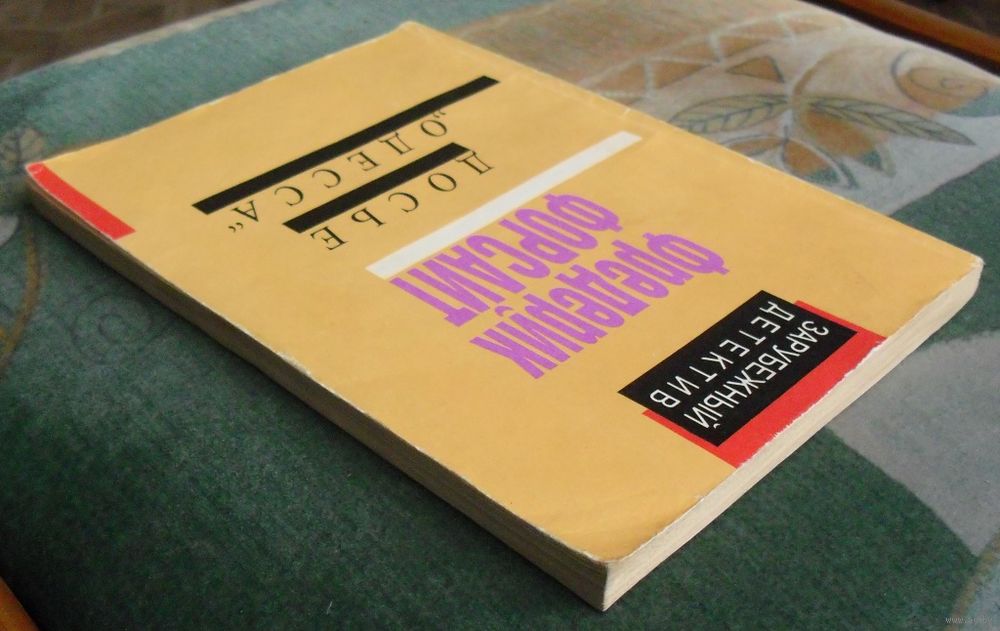 ЗАРУБЕЖНЫЙ
ДЕТЕКТИВ
Фредерик
ФОРСАЙТ
ДОСЬЕ
„ОДЕССА“